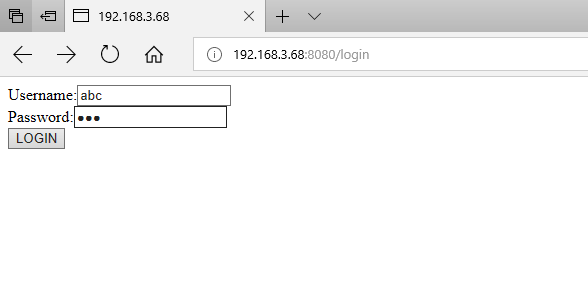 192.168.3.68
192.168.3.68:8080/login
Username: abc
Password: ●●●
LOGIN